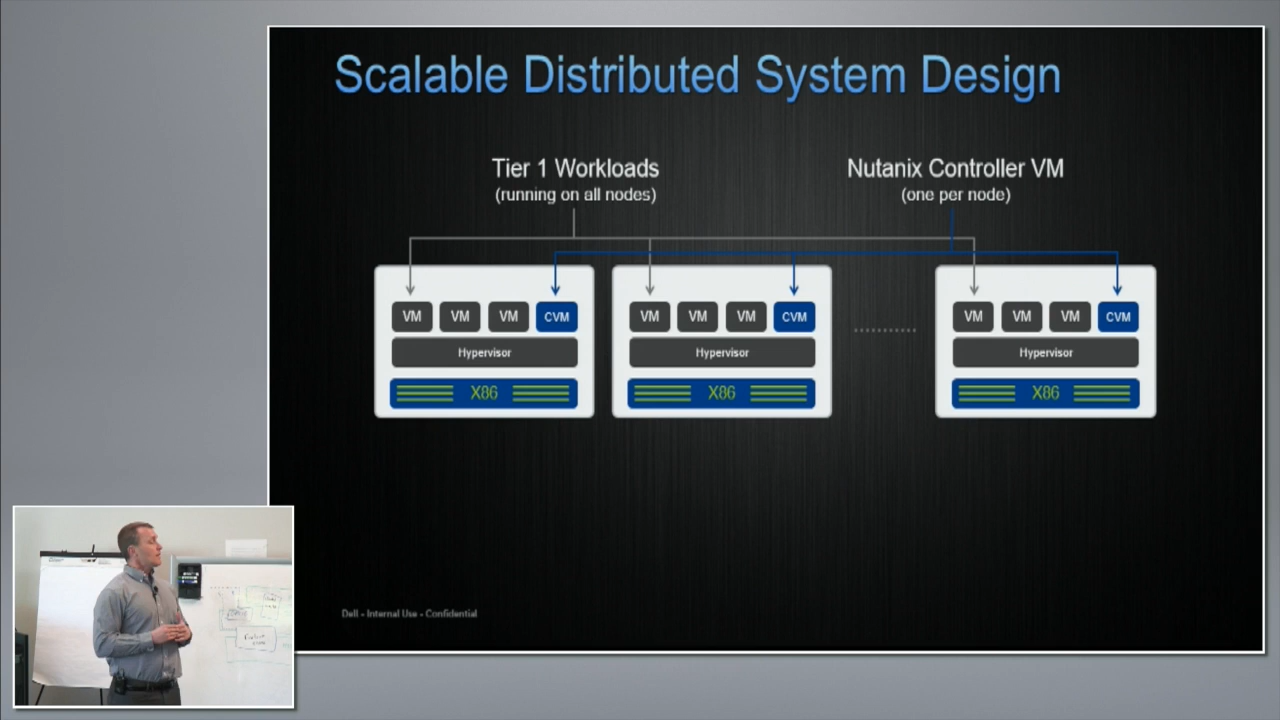 Scalable Distributed System Design
Tier 1 Workloads
(running on all nodes)
Nutanix Controller VM
(one per node)
VM VM VM CVM
Hypervisor
X86
VM VM VM CVM
Hypervisor
X86
VM VM VM CVM
Hypervisor
X86
Dell - Internal Use - Confidential